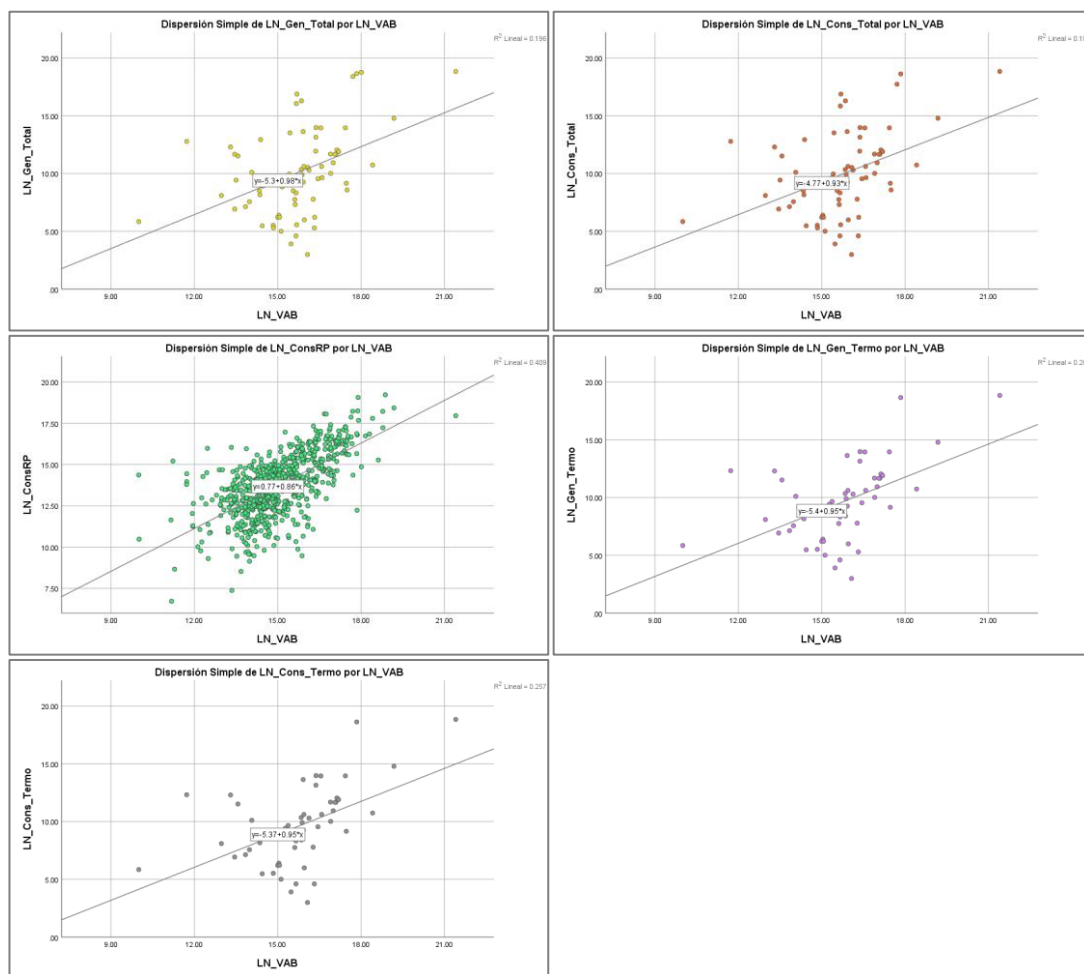 Dispersión Simple de LN_Gen_Total por LN_VAB
R² Lineal = 0.196
LN_Gen_Total
20.00
15.00
10.00
5.00
.00
y=-5.3+0.98*x
9.00 12.00 15.00 18.00 21.00
LN_VAB
Dispersión Simple de LN_Cons_Total por LN_VAB
R² Lineal
LN_Cons_Total
20.00
15.00
10.00
5.00
.00
y=-4.77+0.93*x
9.00 12.00 15.00 18.00 21.00
LN_VAB
Dispersión Simple de LN_ConsRP por LN_VAB
R² Lineal = 0.409
LN_ConsRP
20.00
17.50
15.00
12.50
10.00
7.50
y=0.77+0.86*x
9.00 12.00 15.00 18.00 21.00
LN_VAB
Dispersión Simple de LN_Gen_Termo por LN_VAB
R² Lineal
LN_Gen_Termo
20.00
15.00
10.00
5.00
.00
y=-5.4+0.95*x
9.00 12.00 15.00 18.00 21.00
LN_VAB
Dispersión Simple de LN_Cons_Termo por LN_VAB
R² Lineal = 0.257
LN_Cons_Termo
20.00
15.00
10.00
5.00
.00
y=-5.37+0.95*x
9.00 12.00 15.00 18.00 21.00
LN_VAB